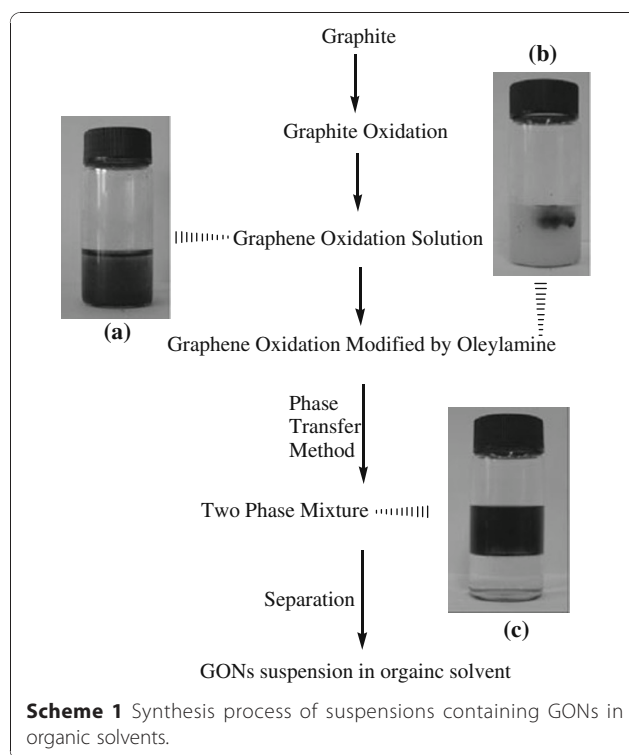 Graphite
(b)
Graphite Oxidation
Graphene Oxidation Solution
(a)
Graphene Oxidation Modified by Oleylamine
Phase
Transfer
Method
Two Phase Mixture
Separation
(c)
GONs suspension in orgainc solvent
Scheme 1 Synthesis process of suspensions containing GONs in
organic solvents.